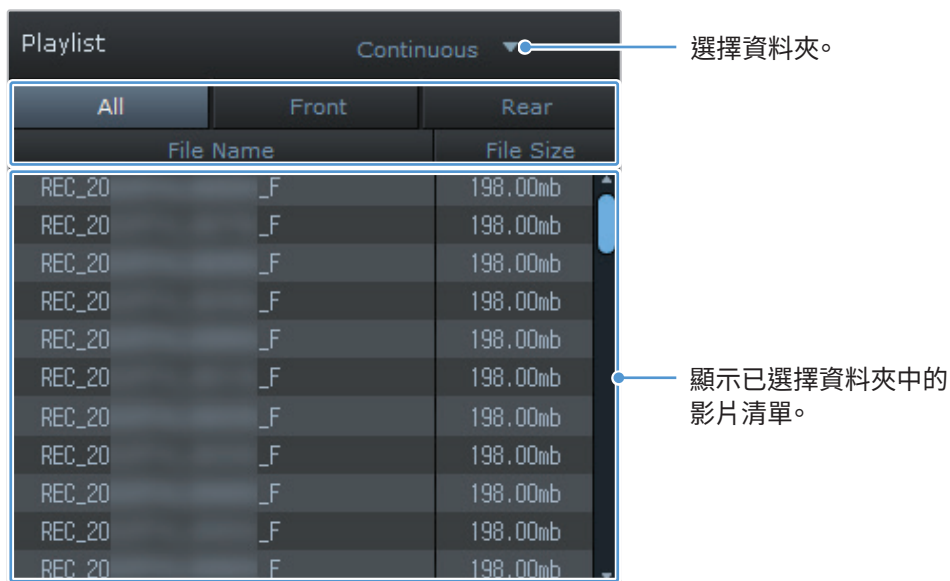 Playlist Continuous 選擇資料夾。
All Front Rear
File Name File Size
REC_20 _F 198.00mb
REC_20 _F 198.00mb
REC_20 _F 198.00mb
REC_20 _F 198.00mb
REC_20 _F 198.00mb
REC_20 _F 198.00mb
顯示已選擇資料夾中的
影片清單。
REC_20 _F 198.00mb
REC_20 _F 198.00mb
REC_20 _F 198.00mb
REC_20 _F 198.00mb
REC_20 _F 198.00mb